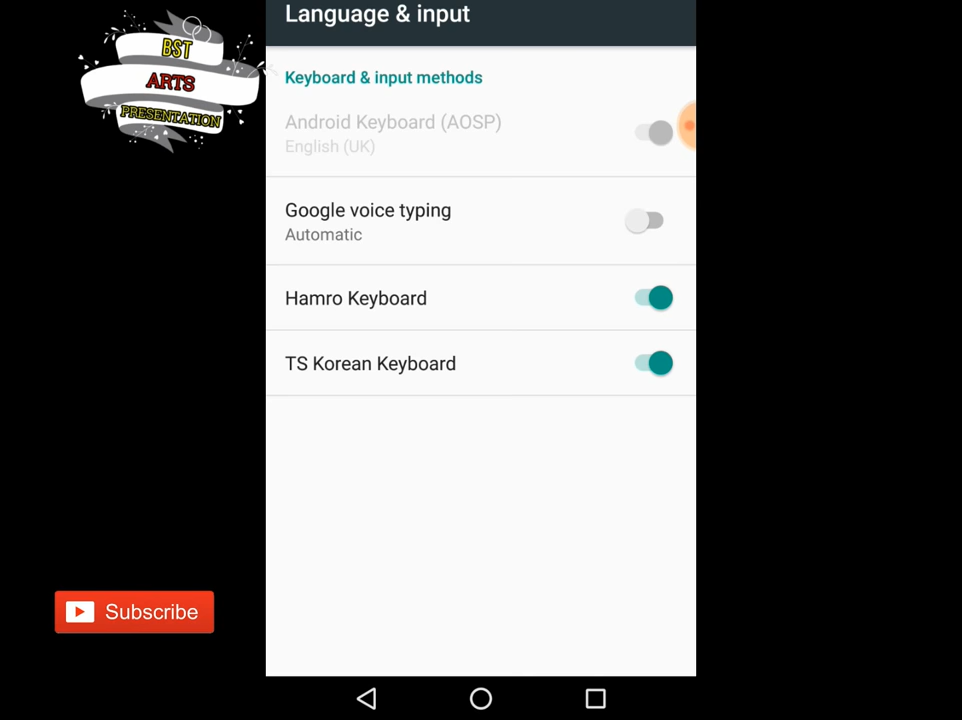 Language & input
BST
ARTS
PRESENTATION
Keyboard & input methods
Android Keyboard (AOSP)
English (UK)
Google voice typing
Automatic
Hamro Keyboard
TS Korean Keyboard
Subscribe